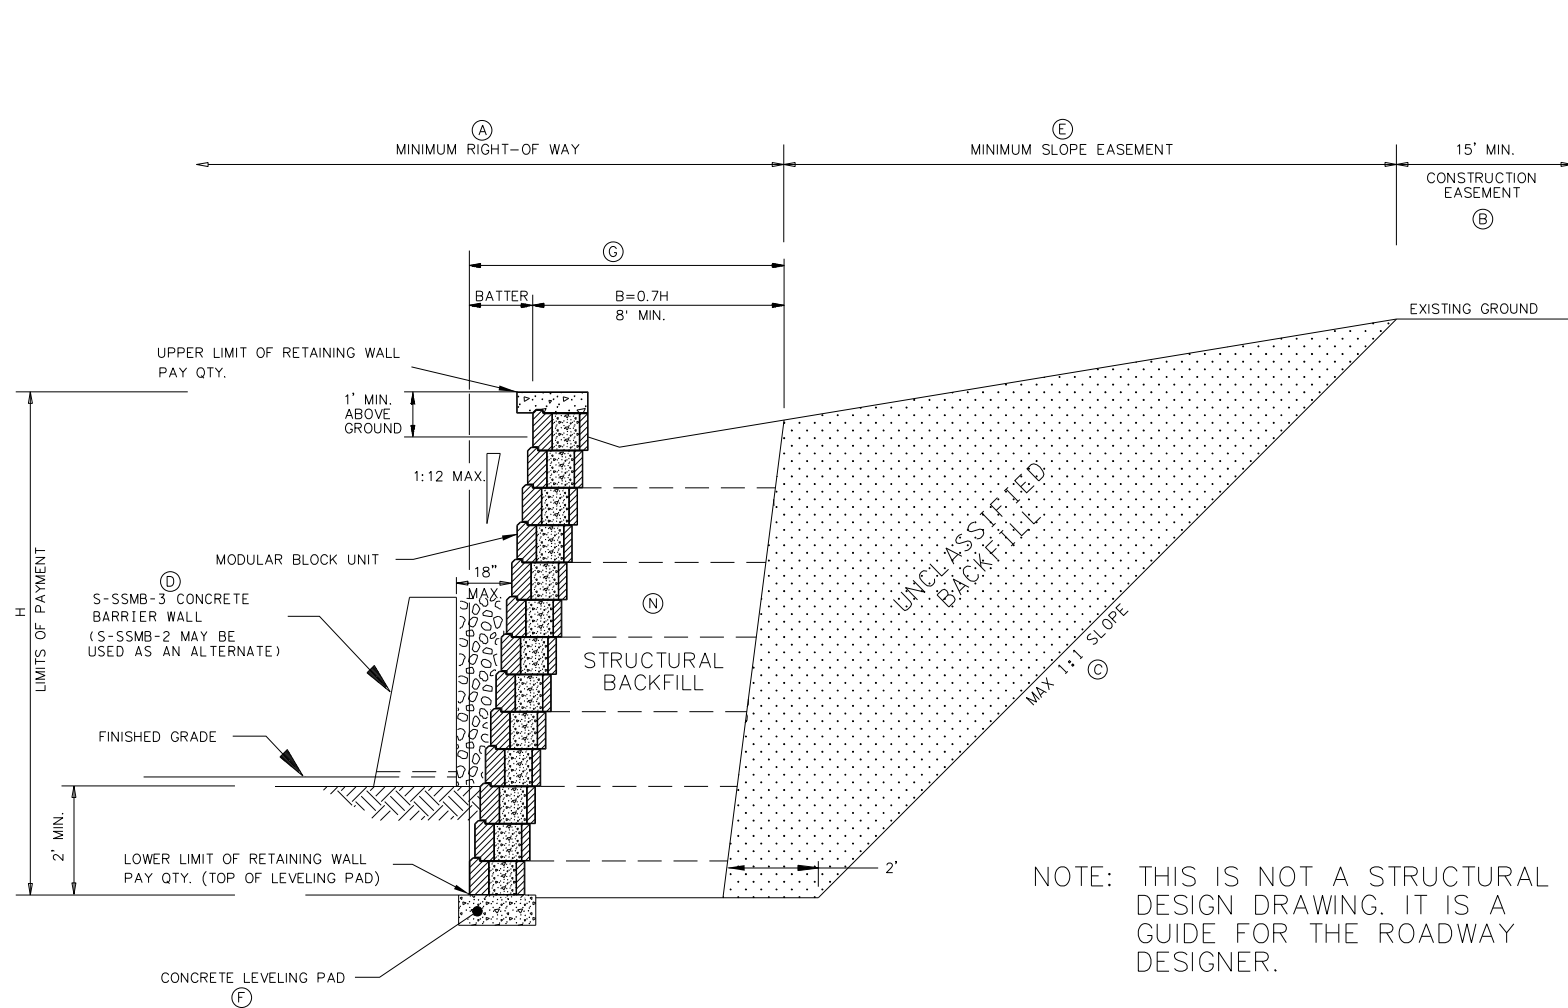 A
MINIMUM RIGHT-OF WAY
E
MINIMUM SLOPE EASEMENT
15' MIN.
CONSTRUCTION
EASEMENT
B
G
BATTER
B=0.7H
8' MIN.
EXISTING GROUND
UPPER LIMIT OF RETAINING WALL
PAY QTY.
1' MIN.
ABOVE
GROUND
1:12 MAX.
MODULAR BLOCK UNIT
18"
MAX
D
S-SSMB-3 CONCRETE
BARRIER WALL
(S-SSMB-2 MAY BE
USED AS AN ALTERNATE)
H
LIMITS OF PAYMENT
N
STRUCTURAL
BACKFILL
UNCLASSIFIED
BACKFILL
MAX 1:1 SLOPE
C
FINISHED GRADE
2' MIN.
LOWER LIMIT OF RETAINING WALL
PAY QTY. (TOP OF LEVELING PAD)
2'
CONCRETE LEVELING PAD
F
NOTE: THIS IS NOT A STRUCTURAL
DESIGN DRAWING. IT IS A
GUIDE FOR THE ROADWAY
DESIGNER.